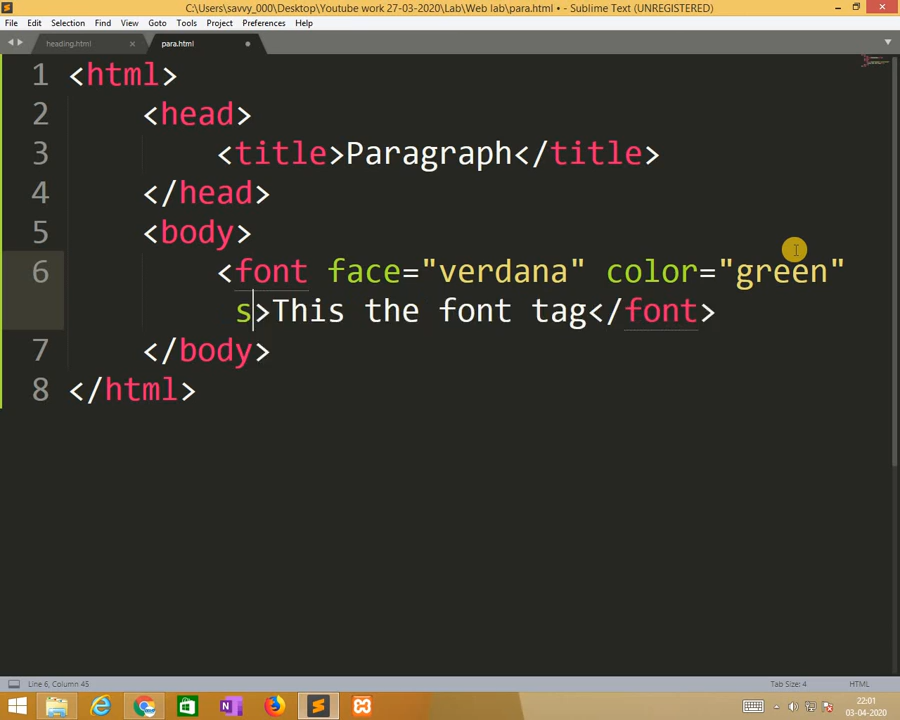 C:\Users\savvy_000\Desktop\Youtube work 27-03-2020\Lab\Web lab\para.html • - Sublime Text (UNREGISTERED)
File Edit Selection Find View Goto Tools Project Preferences Help
heading.html para.html
1 <html>
2 <head>
3 <title>Paragraph</title>
4 </head>
5 <body>
6 <font face="verdana" color="green"
s>This the font tag</font>
7 </body>
8 </html>
Line 6, Column 45 Tab Size: 4 HTML
22:01
03-04-2020